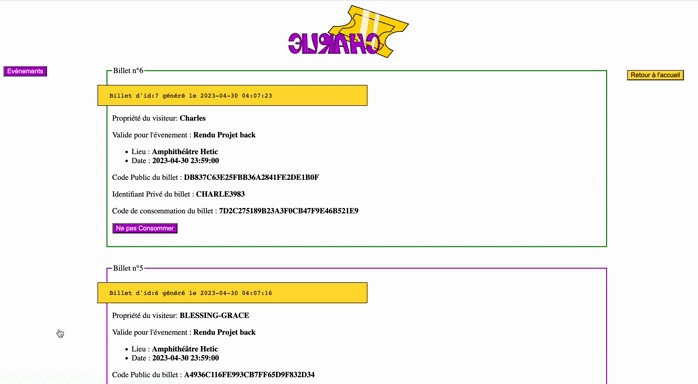 CHARLIE
Evénements
Retour à l'accueil
Billet n°6
Billet d'id:7 généré le 2023-04-30 04:07:23
Propriété du visiteur: Charles
Valide pour l'évenement : Rendu Projet back
Lieu : Amphithéâtre Hetic
Date : 2023-04-30 23:59:00
Code Public du billet : DB837C63E25FBB36A2841FE2DE1B0F
Identifiant Privé du billet : CHARLE3983
Code de consommation du billet : 7D2C275189B23A3F0CB47F9E46B521E9
Ne pas Consommer
Billet n°5
Billet d'id:6 généré le 2023-04-30 04:07:16
Propriété du visiteur: BLESSING-GRACE
Valide pour l'évenement : Rendu Projet back
Lieu : Amphithéâtre Hetic
Date : 2023-04-30 23:59:00
Code Public du billet : A4936C116FE993CB7FF65D9F832D34